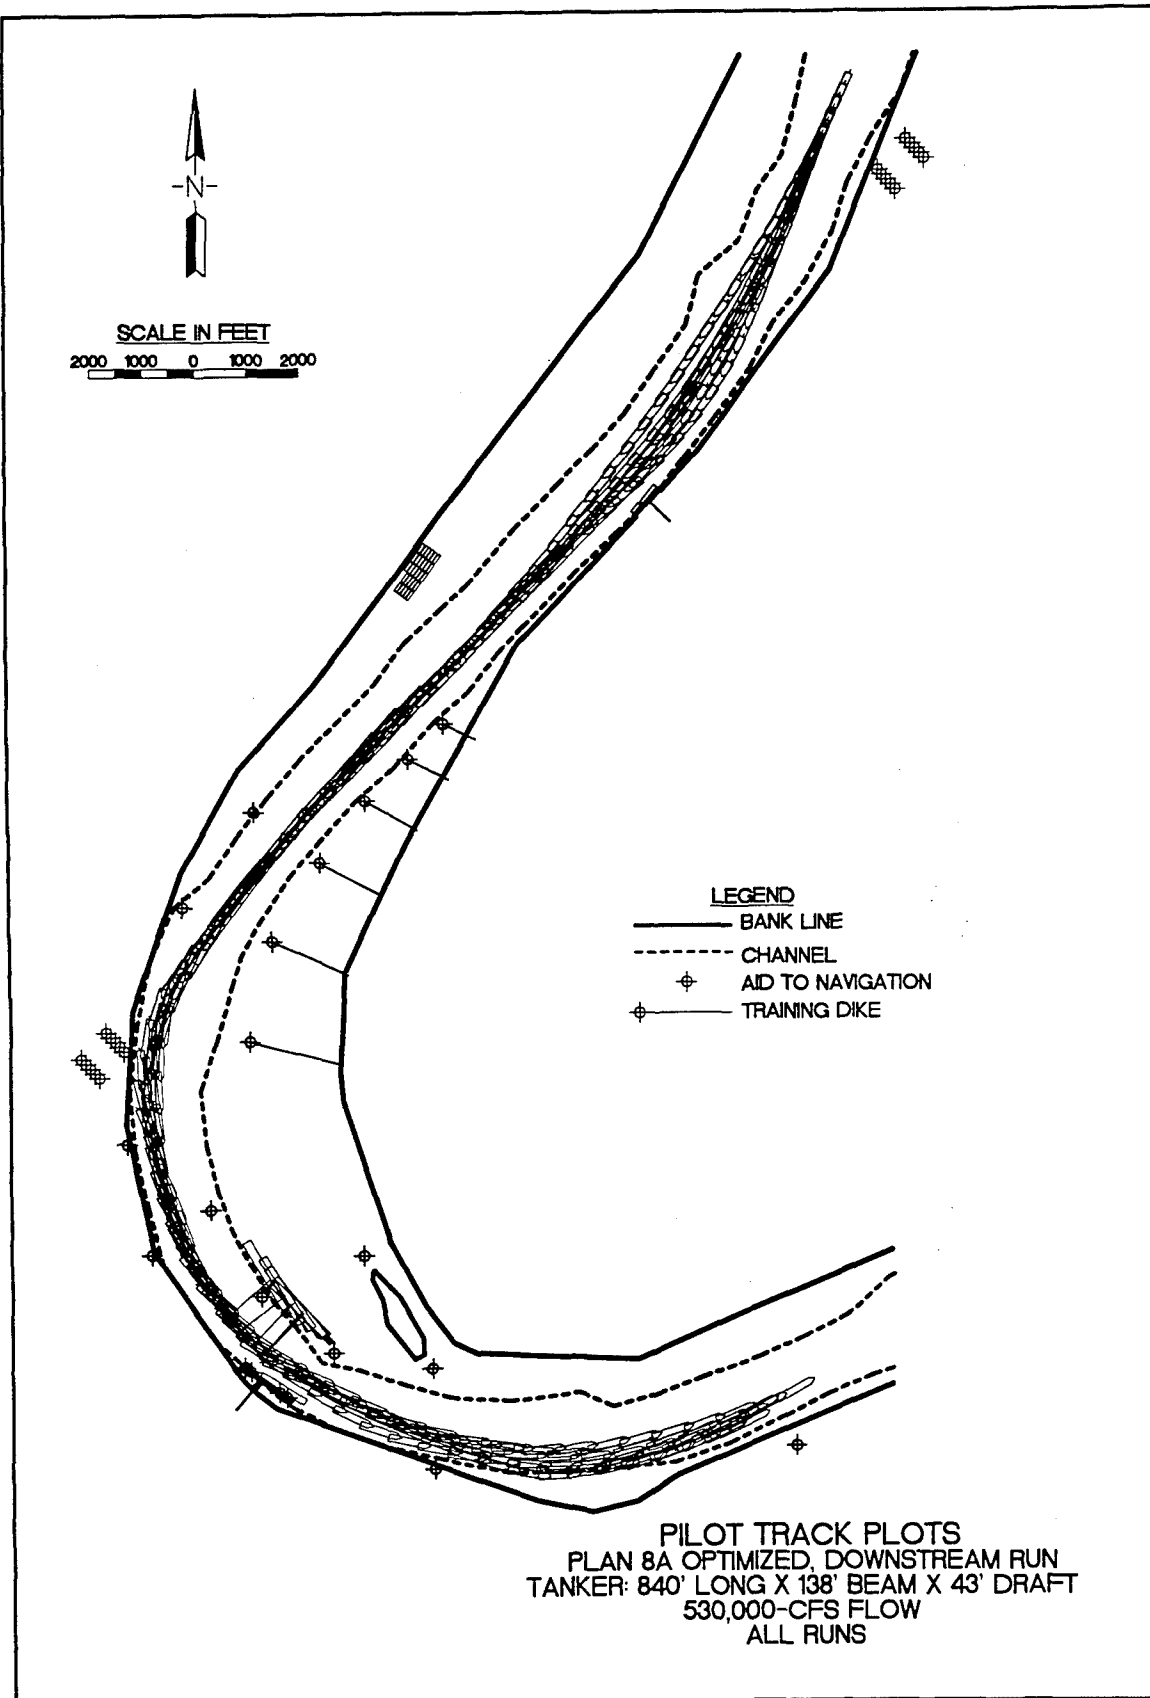 -N-
SCALE IN FEET
2000 1000 0 1000 2000
LEGEND
BANK LINE
CHANNEL
AID TO NAVIGATION
TRAINING DIKE
PILOT TRACK PLOTS
PLAN 8A OPTIMIZED, DOWNSTREAM RUN
TANKER: 840' LONG X 138' BEAM X 43' DRAFT
530,000-CFS FLOW
ALL RUNS